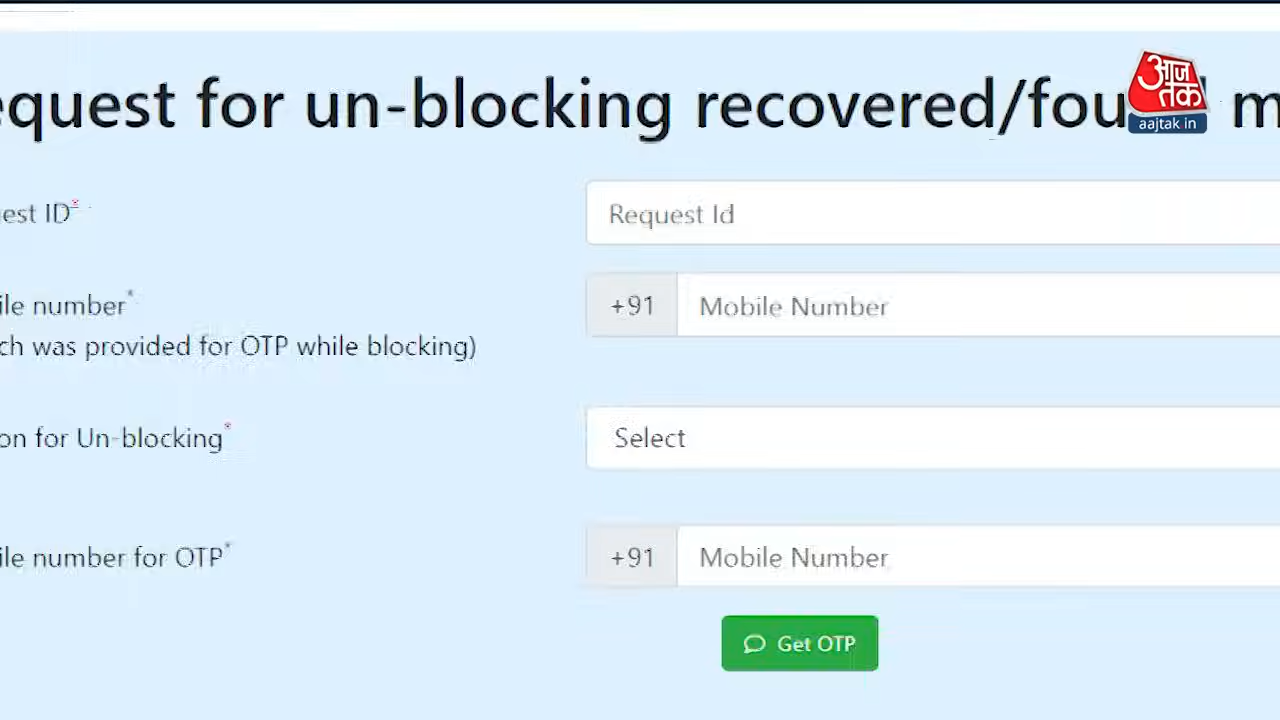 equest for un-blocking recovered/fou m
आज
तक
aajtak in
est ID*
Request Id
ile number*
+91 Mobile Number
ch was provided for OTP while blocking)
on for Un-blocking*
Select
ile number for OTP*
+91 Mobile Number
Get OTP